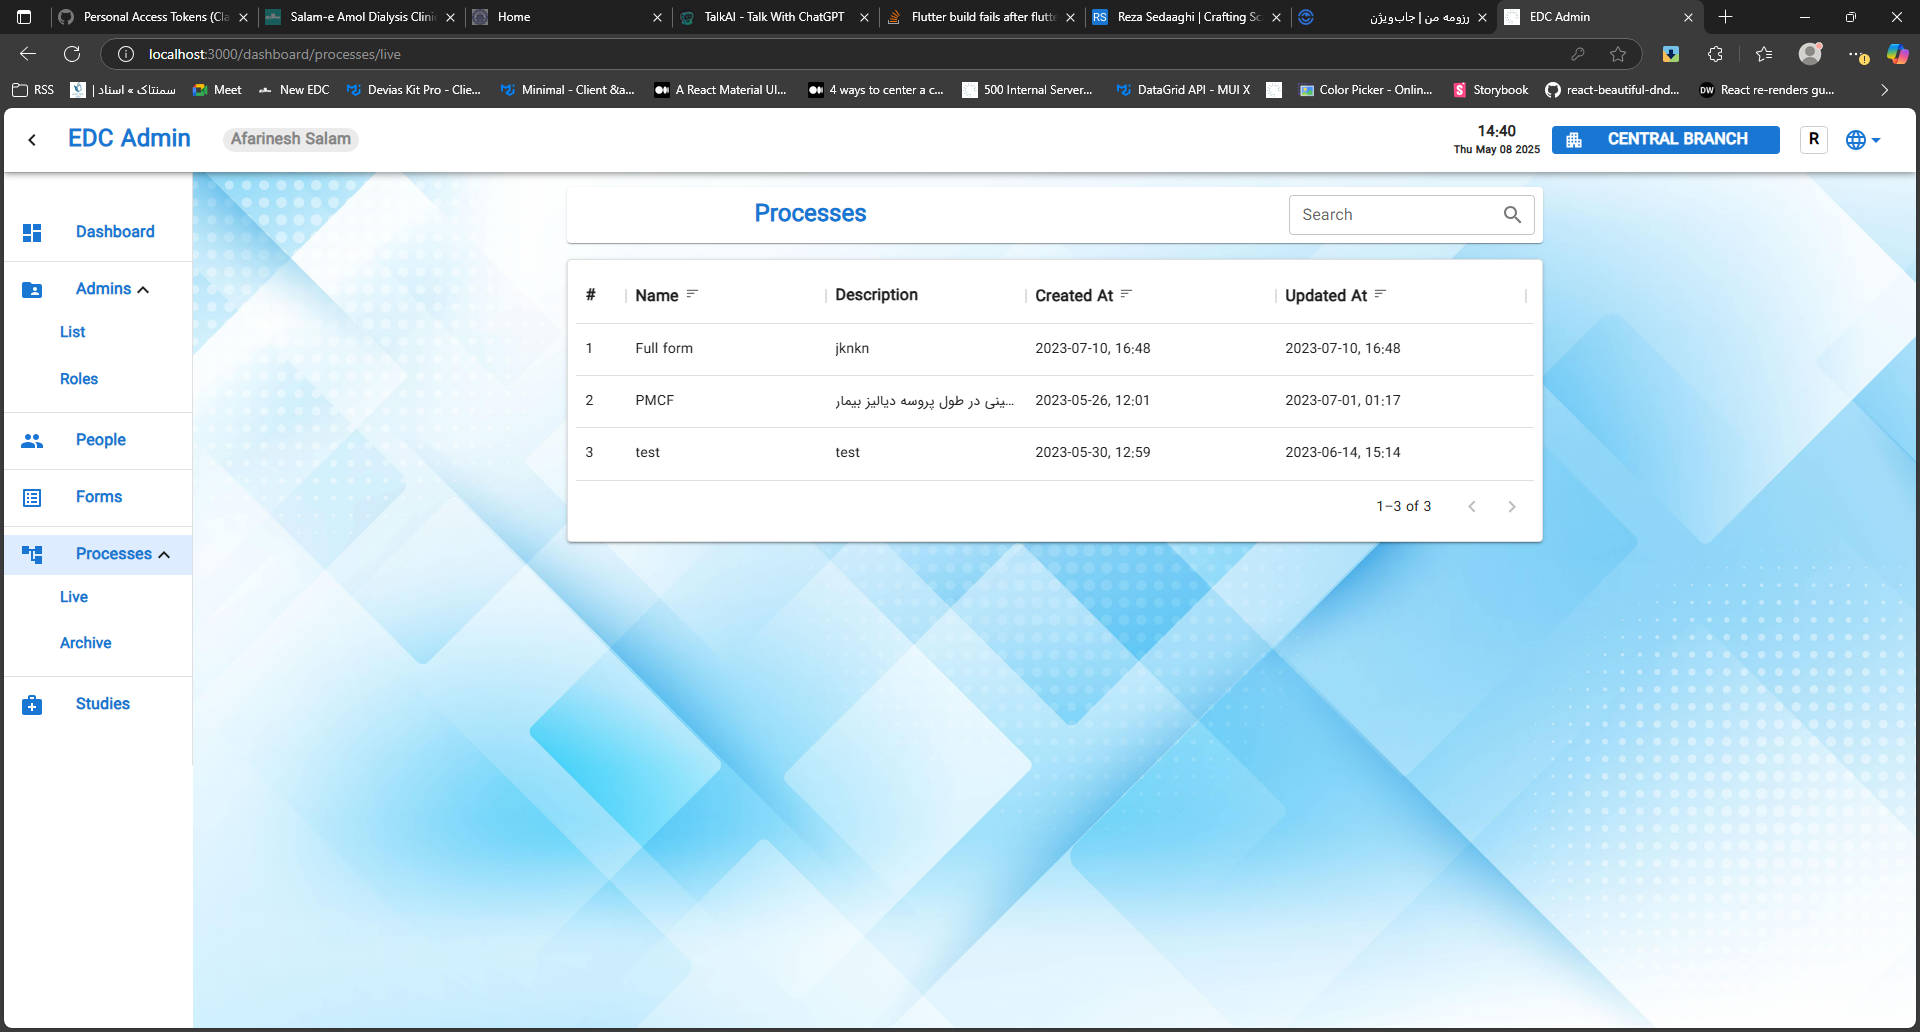 Personal Access Tokens (Cla
Salam-e Amol Dialysis Clinic
Home
TalkAI - Talk With ChatGPT
Flutter build fails after flutte
RS Reza Sedaaghi | Crafting Sc
رزومه من | جاب‌ویژن
EDC Admin
localhost:3000/dashboard/processes/live
RSS
سمنتاک » اسناد |
Meet
New EDC
Devias Kit Pro - Clie...
Minimal - Client &a...
A React Material UI...
4 ways to center a c...
500 Internal Server...
DataGrid API - MUI X
Color Picker - Onlin...
Storybook
react-beautiful-dnd...
DW React re-renders gu...
EDC Admin
Afarinesh Salam
14:40
Thu May 08 2025
CENTRAL BRANCH
R
Dashboard
Admins
List
Roles
People
Forms
Processes
Live
Archive
Studies
Processes
Search
# Name Description Created At Updated At
1 Full form jknkn 2023-07-10, 16:48 2023-07-10, 16:48
2 PMCF ینی در طول پروسه دیالیز بیمار... 2023-05-26, 12:01 2023-07-01, 01:17
3 test test 2023-05-30, 12:59 2023-06-14, 15:14
1–3 of 3